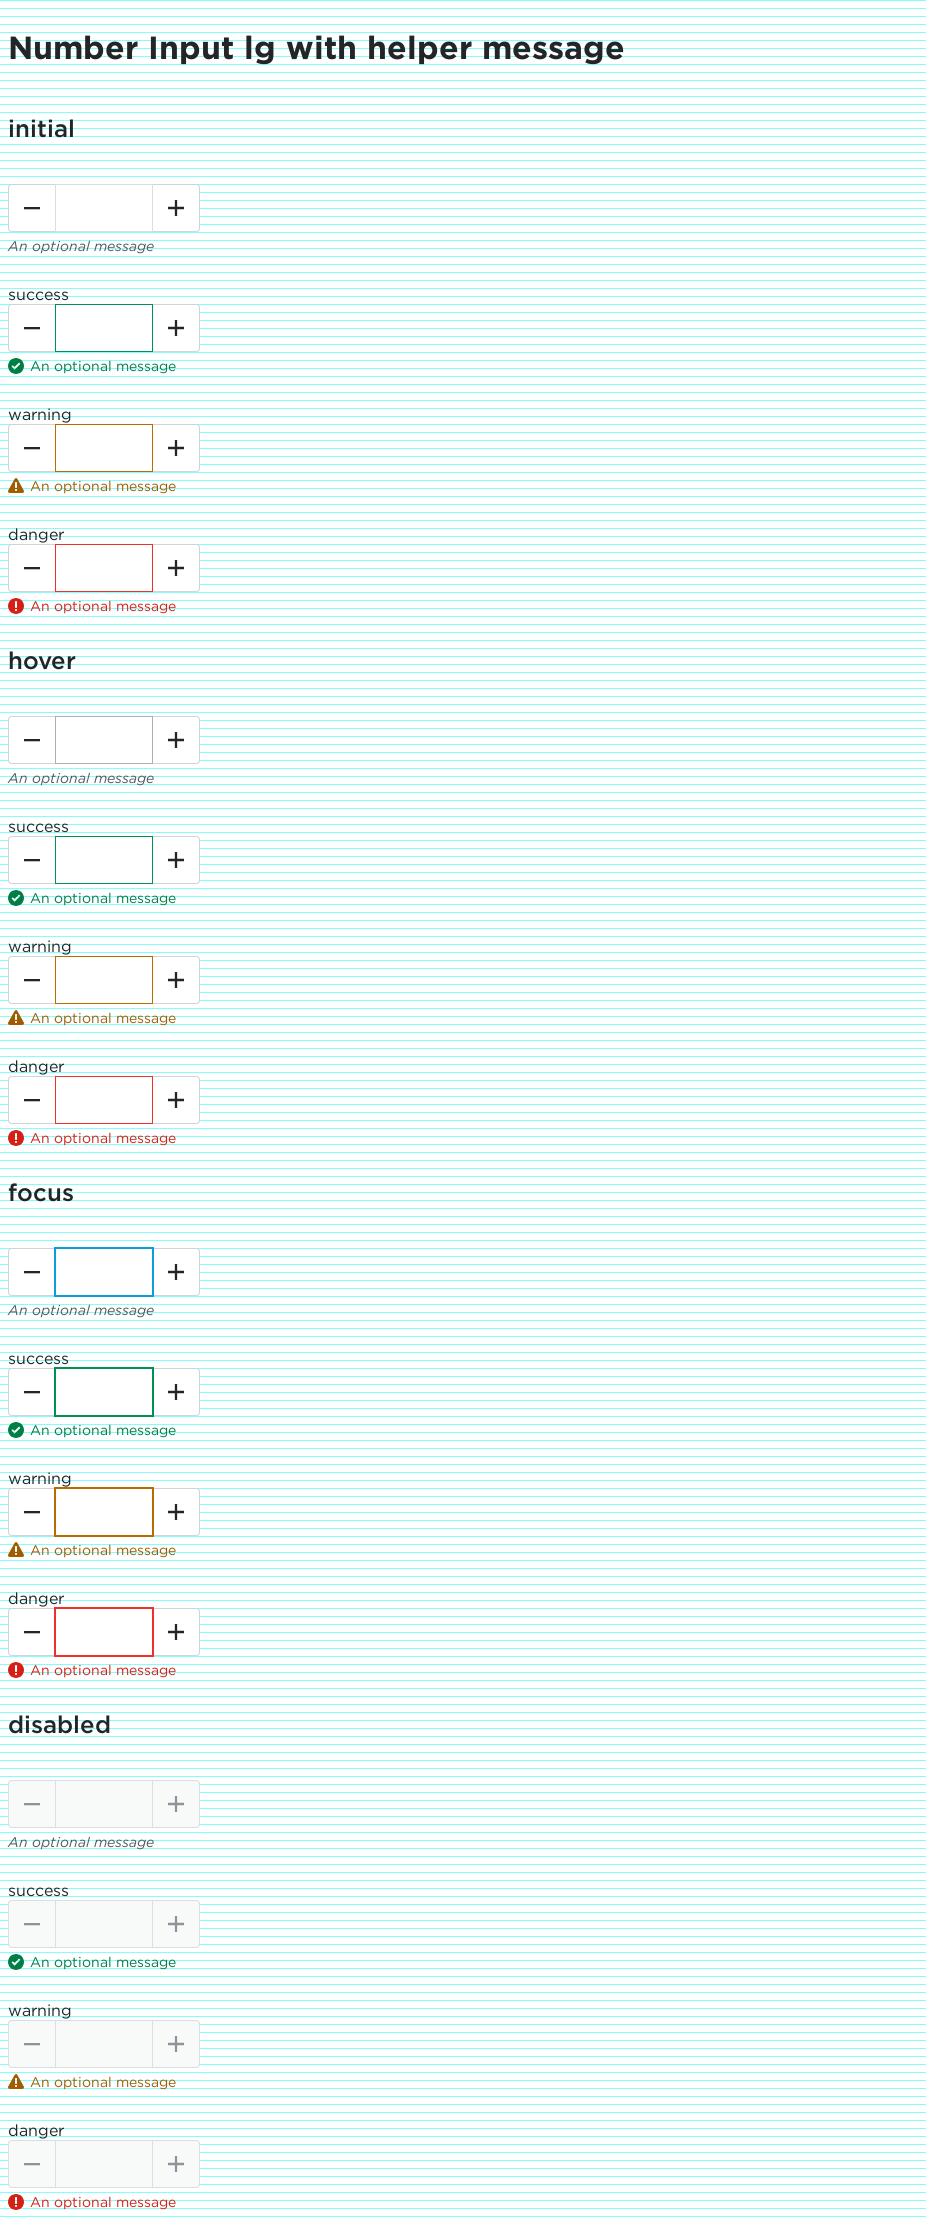 Number Input lg with helper message
initial
An optional message
success
An optional message
warning
An optional message
danger
An optional message
hover
An optional message
success
An optional message
warning
An optional message
danger
An optional message
focus
An optional message
success
An optional message
warning
An optional message
danger
An optional message
disabled
An optional message
success
An optional message
warning
An optional message
danger
An optional message